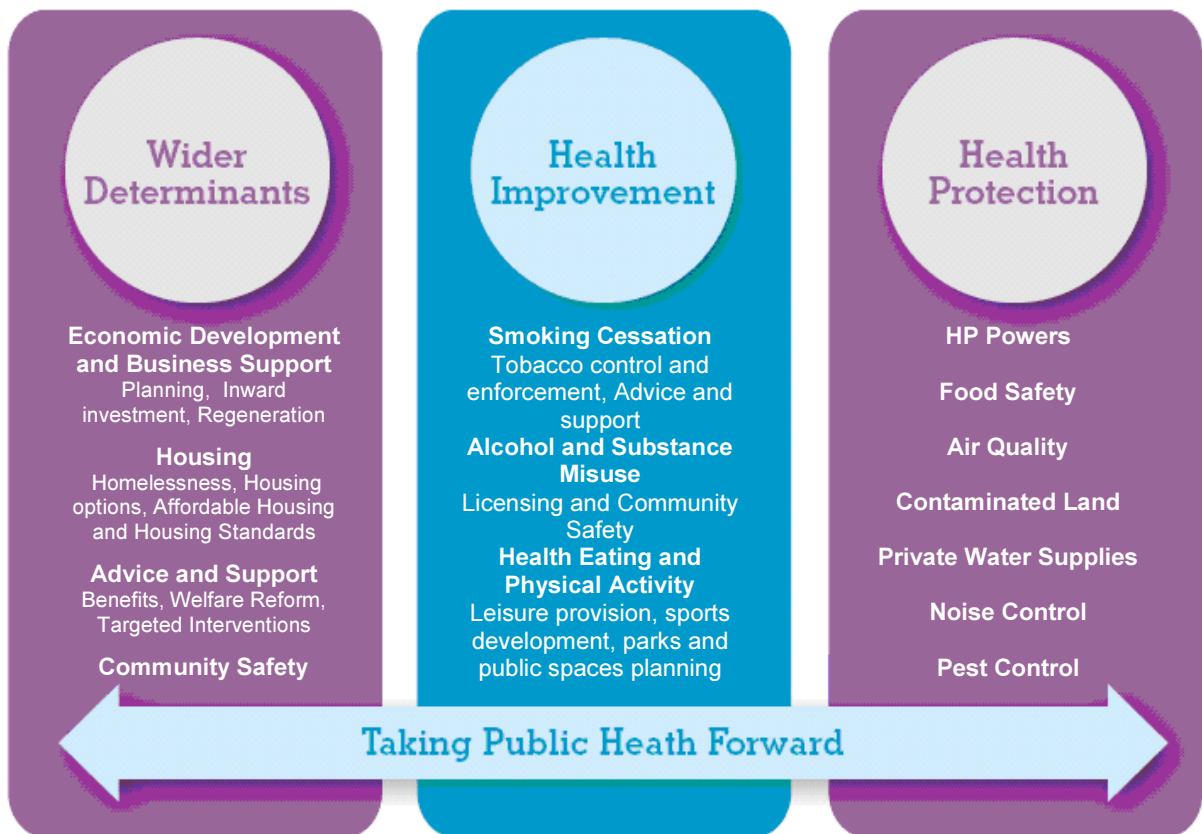 Wider
Determinants
Economic Development
and Business Support
Planning, Inward
investment, Regeneration
Housing
Homelessness, Housing
options, Affordable Housing
and Housing Standards
Advice and Support
Benefits, Welfare Reform,
Targeted Interventions
Community Safety
Health
Improvement
Smoking Cessation
Tobacco control and
enforcement, Advice and
support
Alcohol and Substance
Misuse
Licensing and Community
Safety
Health Eating and
Physical Activity
Leisure provision, sports
development, parks and
public spaces planning
Health
Protection
HP Powers
Food Safety
Air Quality
Contaminated Land
Private Water Supplies
Noise Control
Pest Control
Taking Public Heath Forward